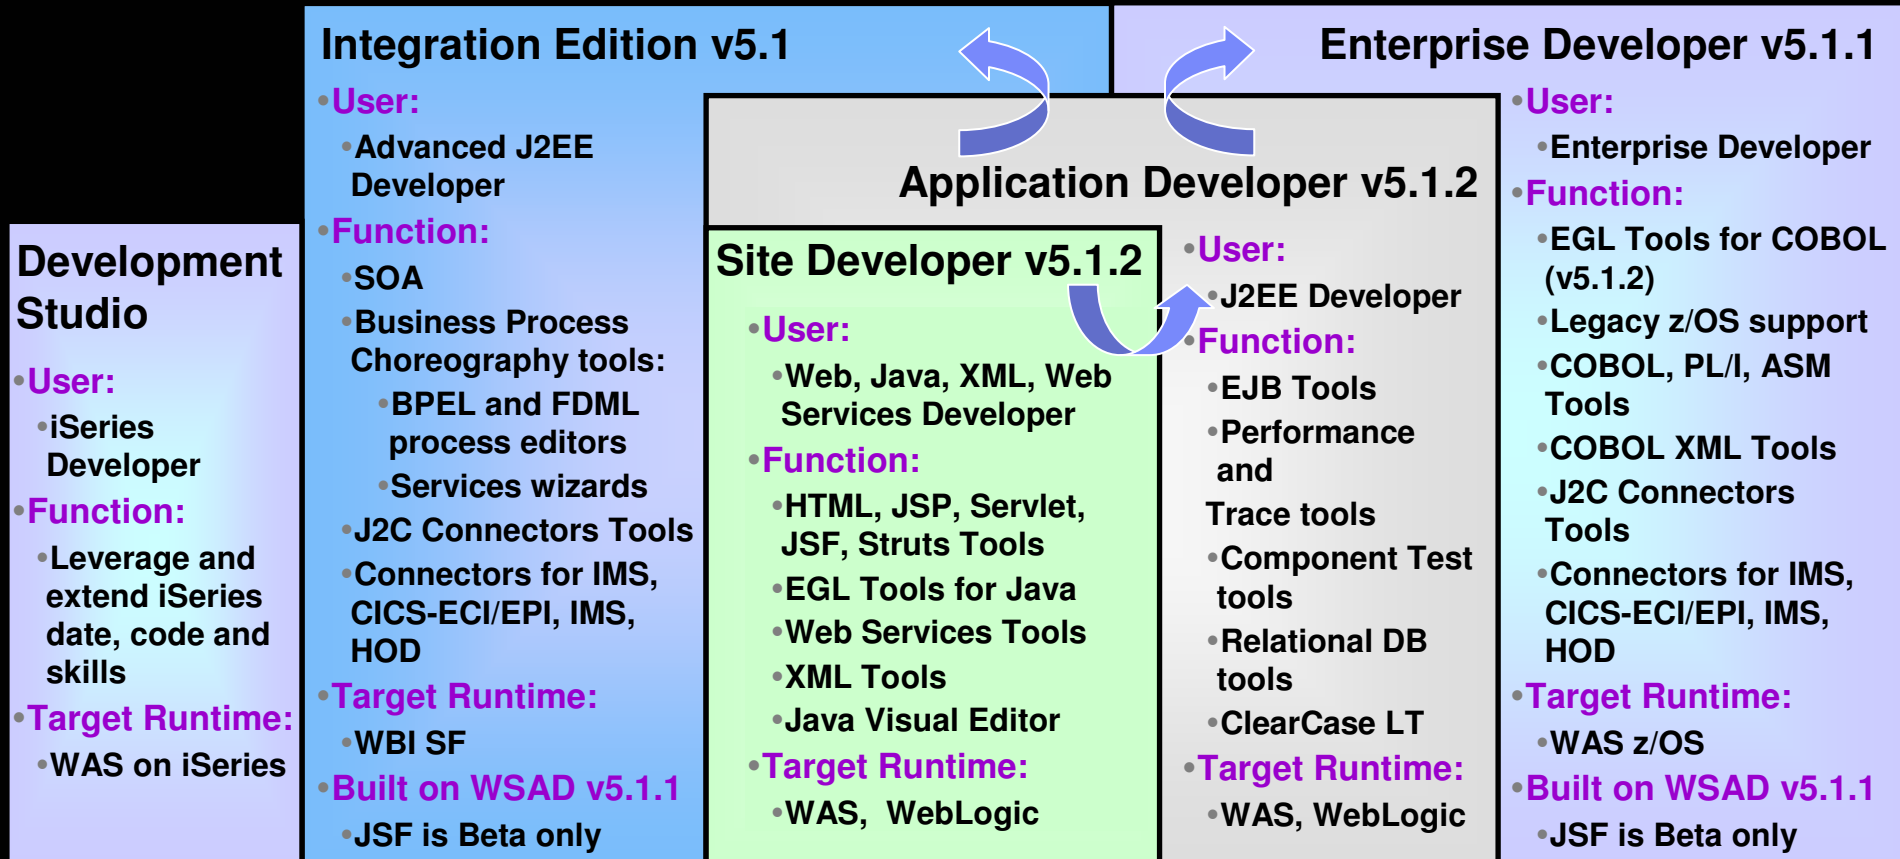 Development
Studio
•User:
•iSeries
Developer
•Function:
•Leverage and
extend iSeries
date, code and
skills
•Target Runtime:
•WAS on iSeries
Integration Edition v5.1
•User:
•Advanced J2EE
Developer
•Function:
•SOA
•Business Process
Choreography tools:
•BPEL and FDML
process editors
•Services wizards
•J2C Connectors Tools
•Connectors for IMS,
CICS-ECI/EPI, IMS,
HOD
•Target Runtime:
•WBI SF
•Built on WSAD v5.1.1
•JSF is Beta only
Site Developer v5.1.2
•User:
•Web, Java, XML, Web
Services Developer
•Function:
•HTML, JSP, Servlet,
JSF, Struts Tools
•EGL Tools for Java
•Web Services Tools
•XML Tools
•Java Visual Editor
•Target Runtime:
•WAS,  WebLogic
Application Developer v5.1.2
•User:
•J2EE Developer
•Function:
•EJB Tools
•Performance
and
Trace tools
•Component Test
tools
•Relational DB
tools
•ClearCase LT
•Target Runtime:
•WAS, WebLogic
Enterprise Developer v5.1.1
•User:
•Enterprise Developer
•Function:
•EGL Tools for COBOL
(v5.1.2)
•Legacy z/OS support
•COBOL, PL/I, ASM
Tools
•COBOL XML Tools
•J2C Connectors
Tools
•Connectors for IMS,
CICS-ECI/EPI, IMS,
HOD
•Target Runtime:
•WAS z/OS
•Built on WSAD v5.1.1
•JSF is Beta only